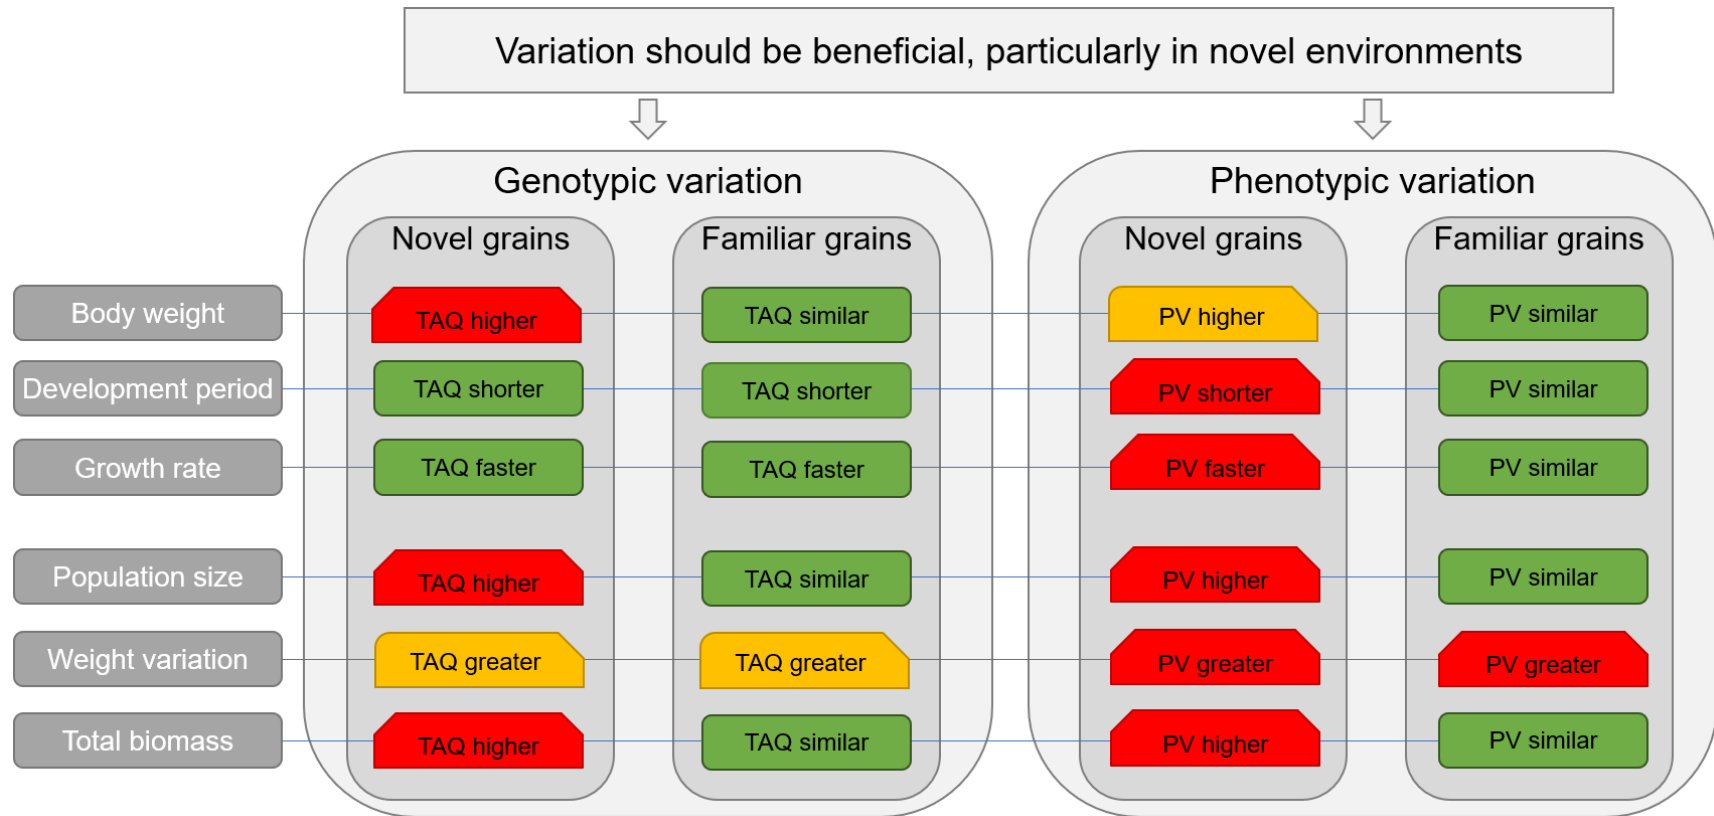 Variation should be beneficial, particularly in novel environments
Genotypic variation
Phenotypic variation
Novel grains
Familiar grains
Novel grains
Familiar grains
Body weight
TAQ higher
TAQ similar
PV higher
PV similar
Development period
TAQ shorter
TAQ shorter
PV shorter
PV similar
Growth rate
TAQ faster
TAQ faster
PV faster
PV similar
Population size
TAQ higher
TAQ similar
PV higher
PV similar
Weight variation
TAQ greater
TAQ greater
PV greater
PV greater
Total biomass
TAQ higher
TAQ similar
PV higher
PV similar